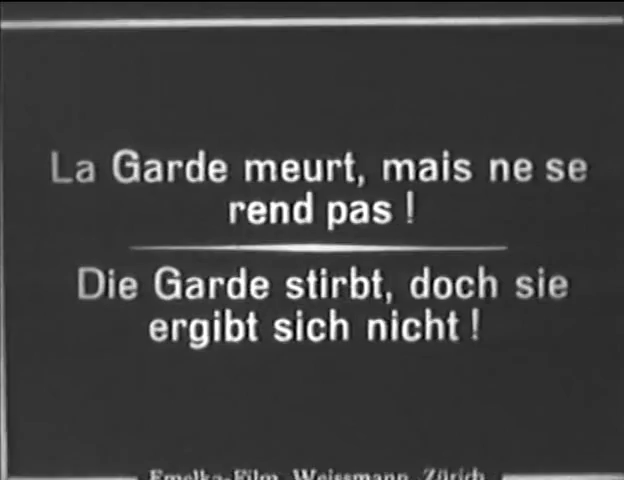 La Garde meurt, mais ne se
rend pas !
Die Garde stirbt, doch sie
ergibt sich nicht !
Emelka-Film Weissmann Zürich